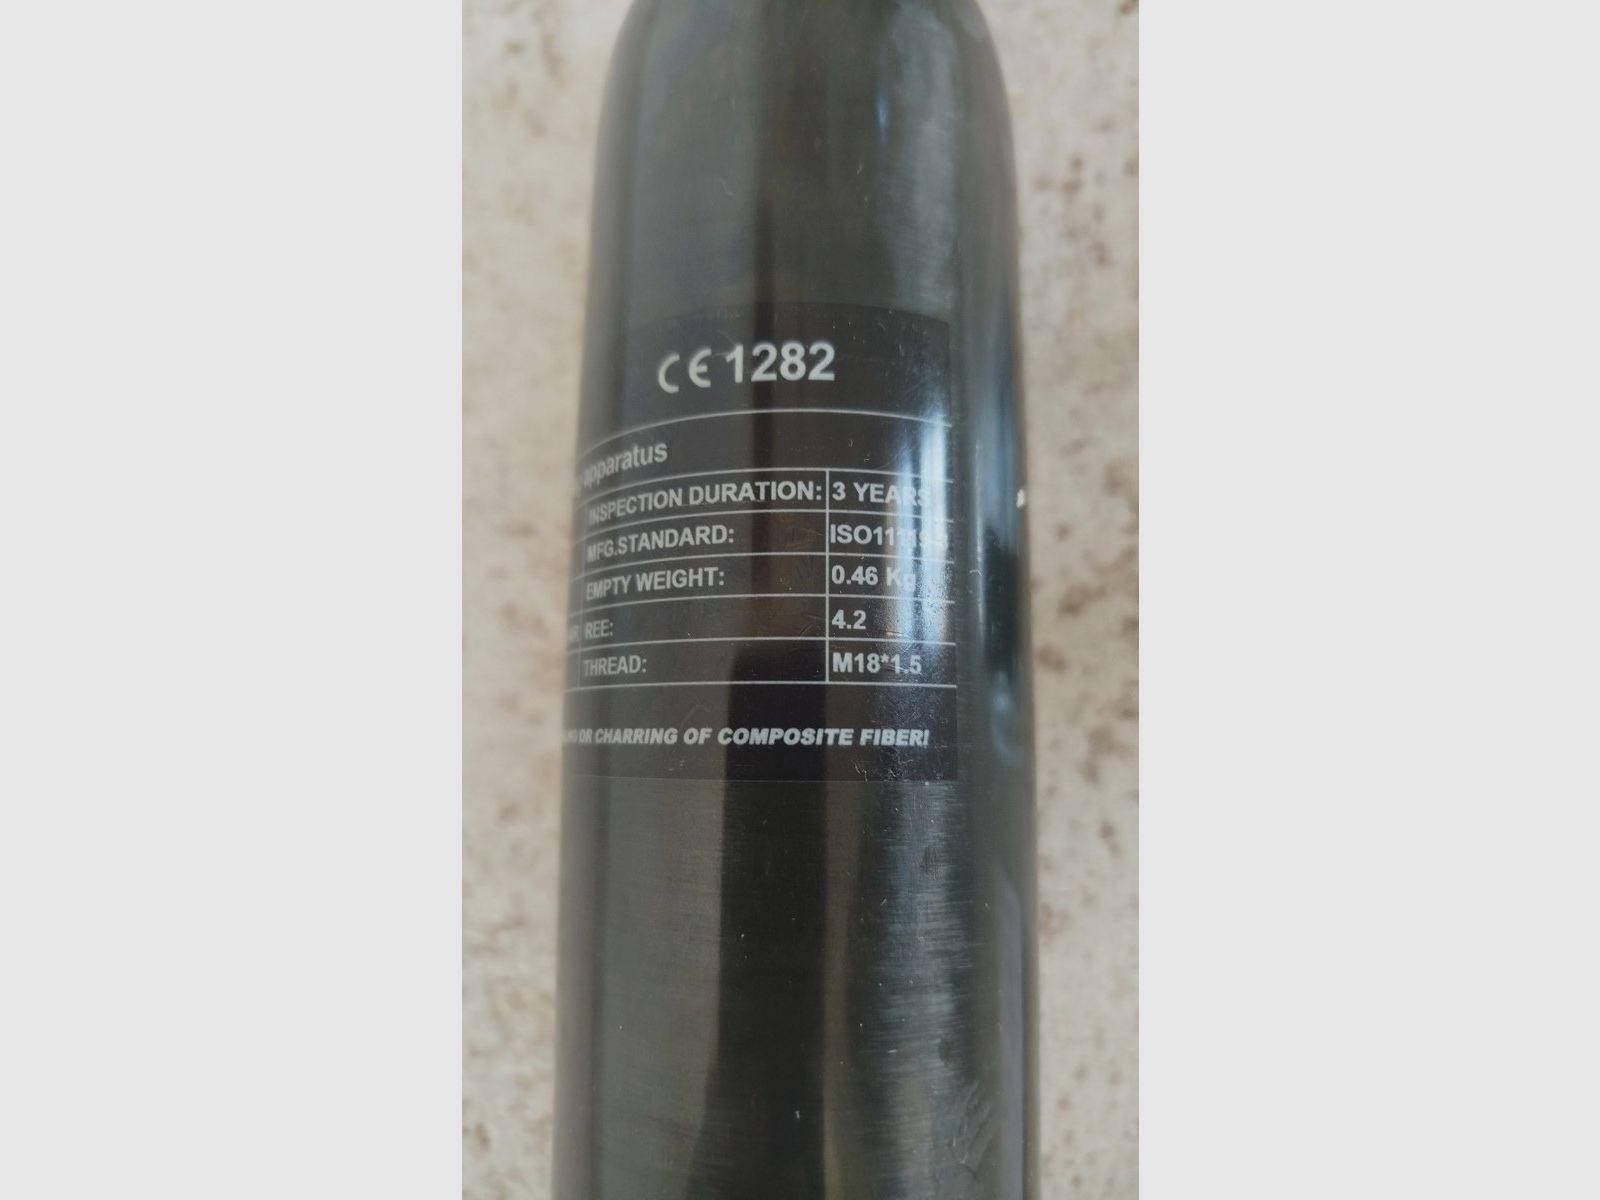 CE 1282
apparatus
INSPECTION DURATION: 3 YEARS
MFG.STANDARD:
EMPTY WEIGHT: 0.46 Kg
REE: 4.2
THREAD: M18*1.5
OR CHARRING OF COMPOSITE FIBER!